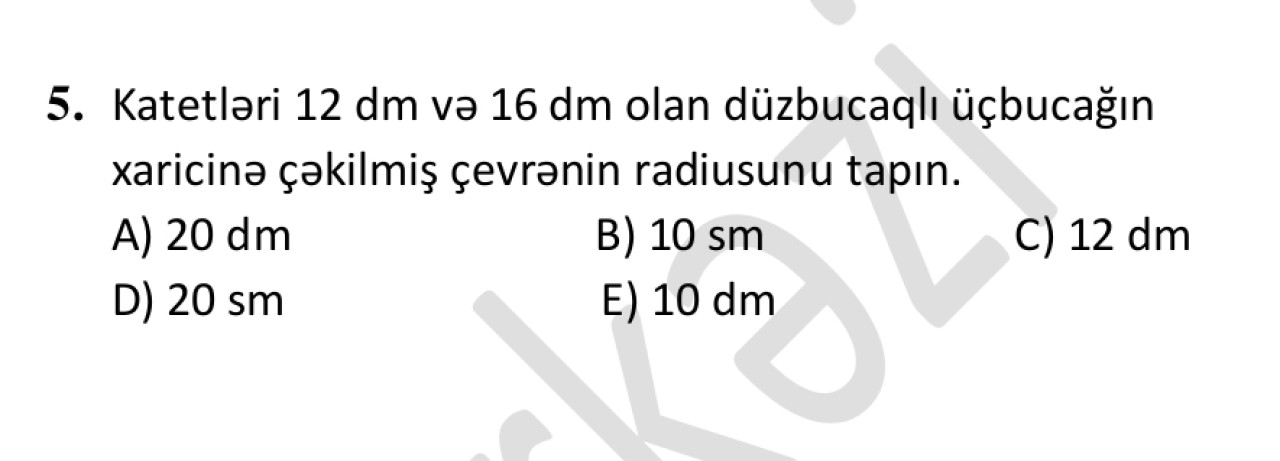 5. Katetləri 12 dm və 16 dm olan düzbucaqlı üçbucağın
xaricinə çəkilmiş çevrənin radiusunu tapın.
A) 20 dm B) 10 sm C) 12 dm
D) 20 sm E) 10 dm